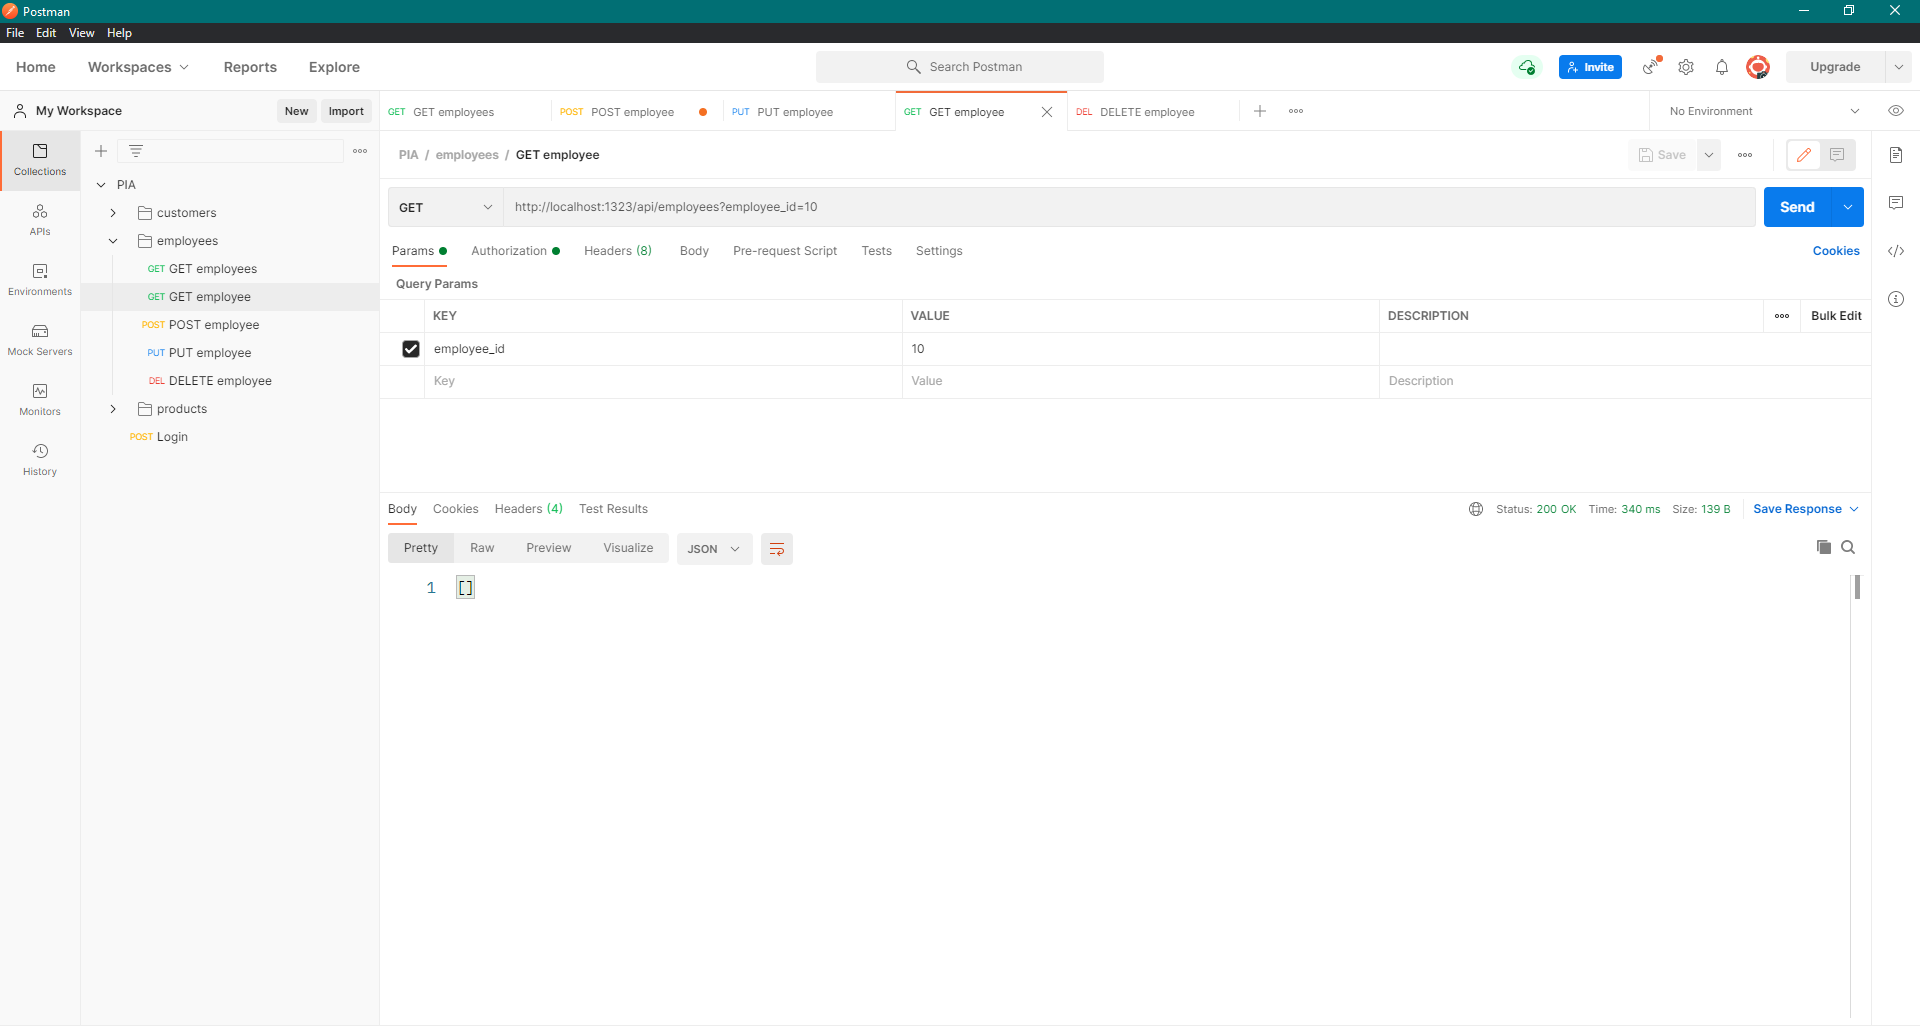 Postman
File Edit View Help
Home Workspaces Reports Explore Search Postman Invite Upgrade
My Workspace New Import
GET GET employees POST POST employee PUT PUT employee GET GET employee DEL DELETE employee No Environment
Collections
APIs
Environments
Mock Servers
Monitors
History
PIA
customers
employees
GET GET employees
GET GET employee
POST POST employee
PUT PUT employee
DEL DELETE employee
products
POST Login
PIA / employees / GET employee Save
GET http://localhost:1323/api/employees?employee_id=10 Send
Params Authorization Headers (8) Body Pre-request Script Tests Settings Cookies
Query Params
KEY VALUE DESCRIPTION Bulk Edit
employee_id 10
Key Value Description
Body Cookies Headers (4) Test Results Status: 200 OK Time: 340 ms Size: 139 B Save Response
Pretty Raw Preview Visualize JSON
1 []